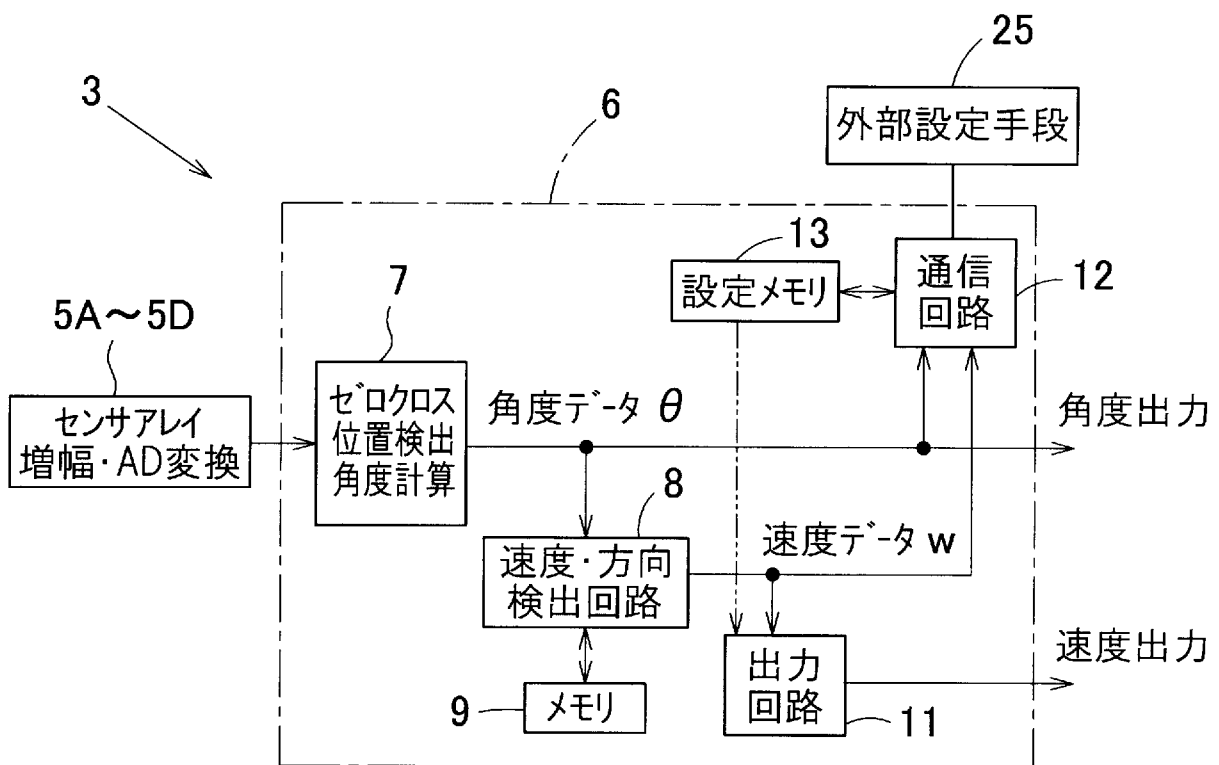 25
外部設定手段
3
6
13
設定メモリ
通信
回路
12
7
5A～5D
センサアレイ
増幅･AD変換
ゼロクロス
位置検出
角度計算
角度データ θ
角度出力
8
速度･方向
検出回路
速度データ w
9
メモリ
出力
回路
11
速度出力